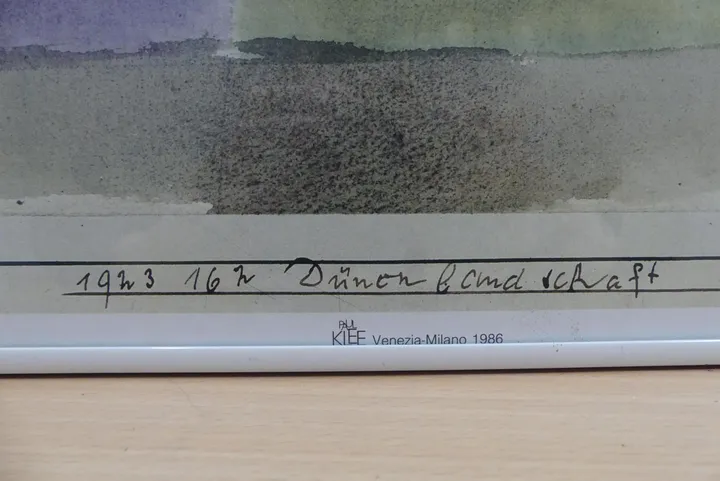 1923 162 Dünenlandschaft
PAUL
KLEE Venezia-Milano 1986